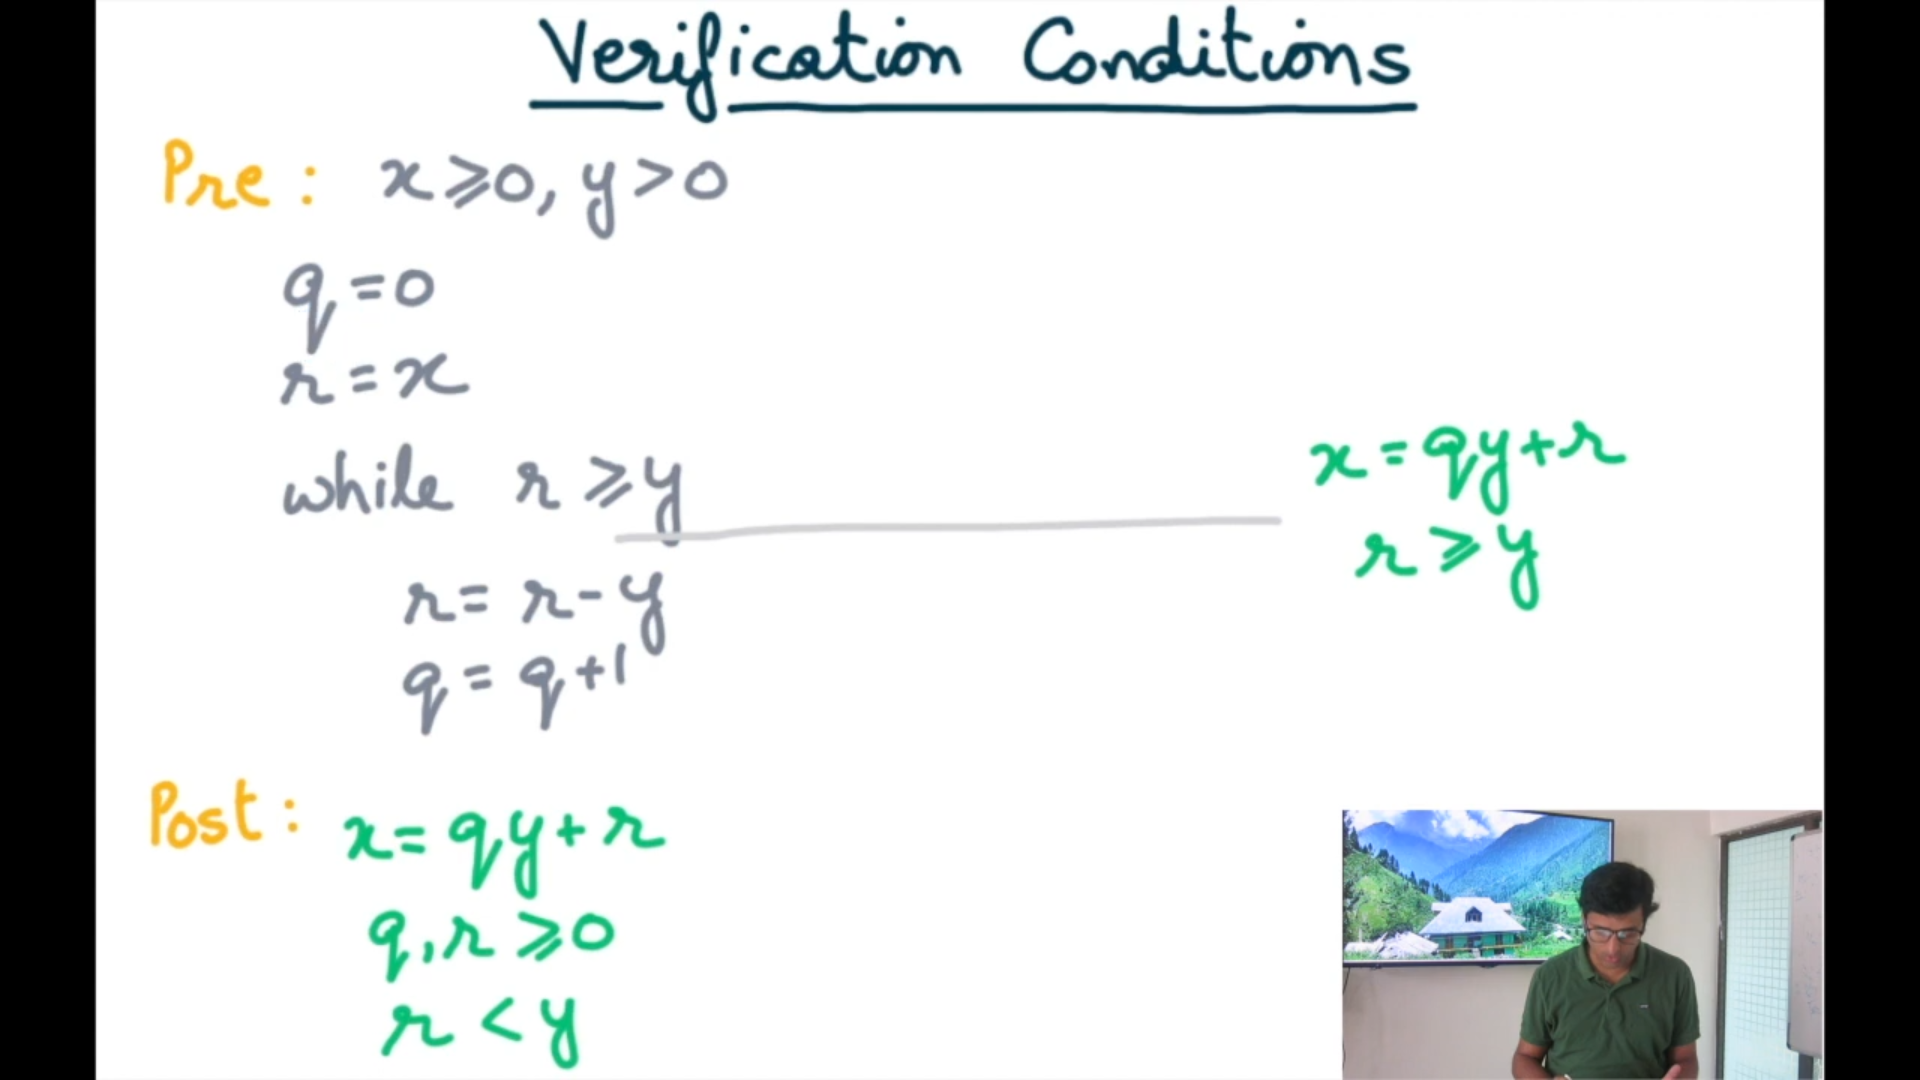 Verification Conditions
Pre : x ⩾ 0, y > 0
q = 0
r = x
while r ⩾ y
x = qy + r
r ⩾ y
r = r - y
q = q + 1
Post : x = qy + r
q, r ⩾ 0
r < y